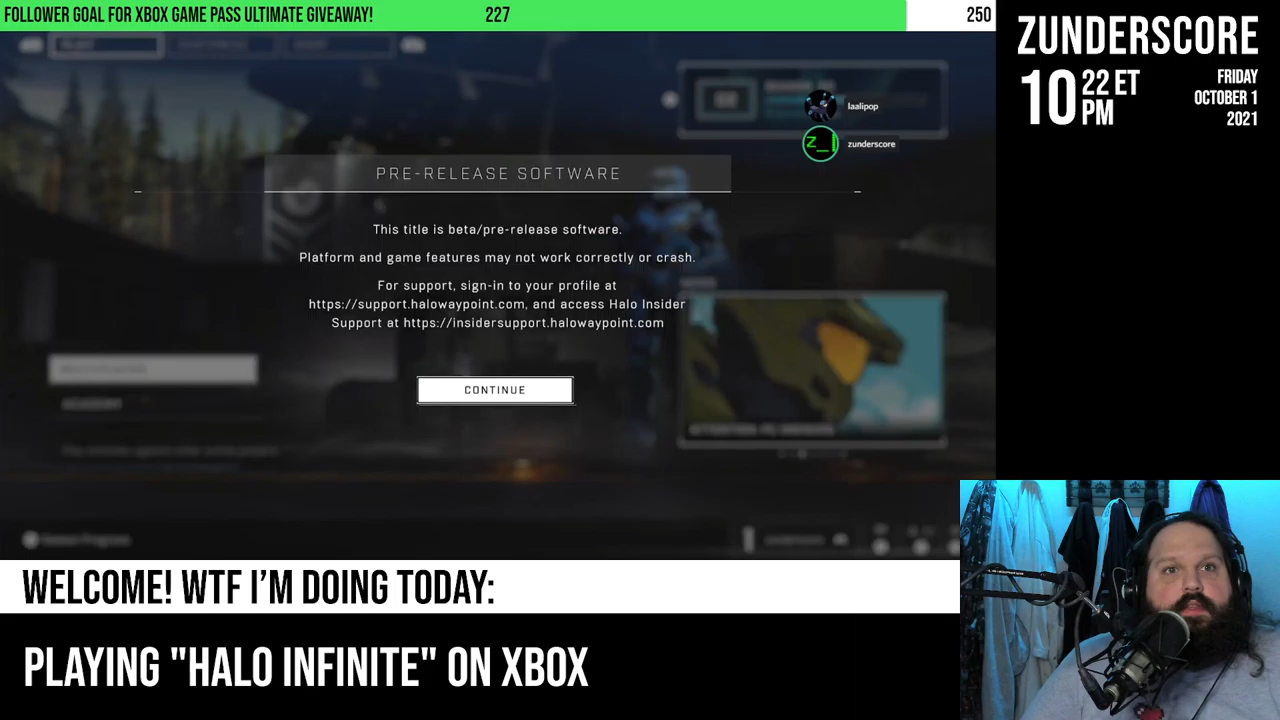 FOLLOWER GOAL FOR XBOX GAME PASS ULTIMATE GIVEAWAY! 227 250
ZUNDERSCORE
10 22 ET PM
FRIDAY
OCTOBER 1
2021
laalipop
zunderscore
PRE-RELEASE SOFTWARE
This title is beta/pre-release software.
Platform and game features may not work correctly or crash.
For support, sign-in to your profile at
https://support.halowaypoint.com, and access Halo Insider
Support at https://insidersupport.halowaypoint.com
CONTINUE
WELCOME! WTF I'M DOING TODAY:
PLAYING "HALO INFINITE" ON XBOX